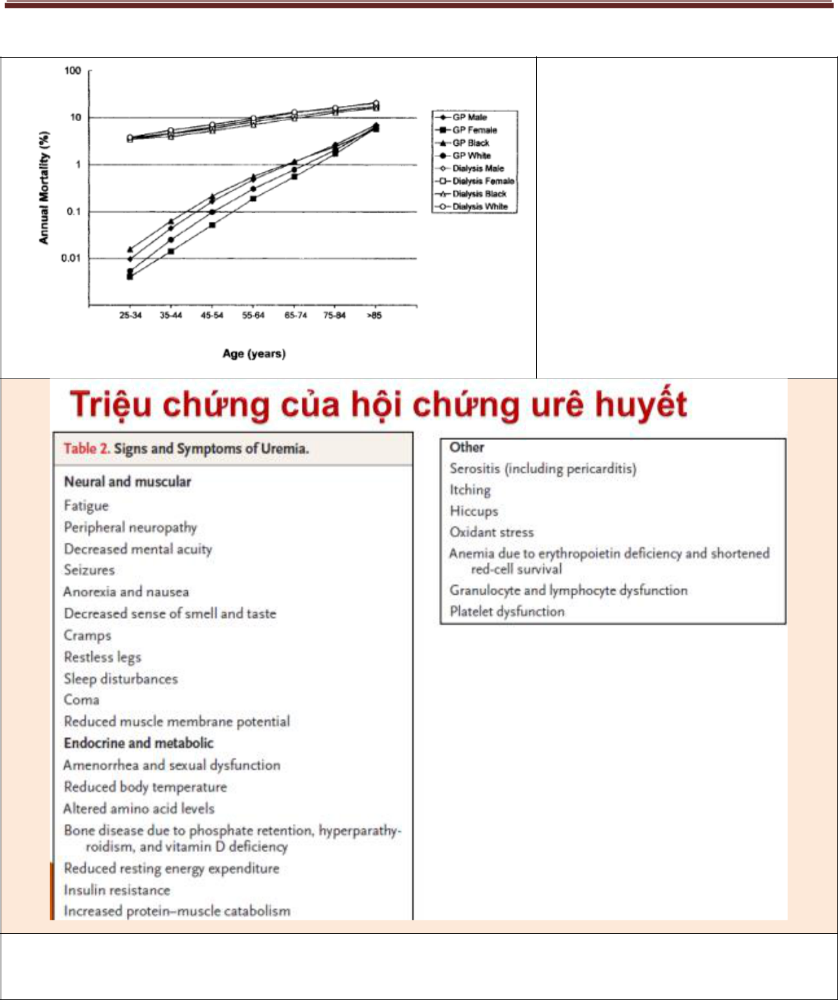 100
10
1
0.1
0.01
Annual Mortality (%)
25-34 35-44 45-54 55-64 65-74 75-84 >85
Age (years)
GP Male
GP Female
GP Black
GP White
Dialysis Male
Dialysis Female
Dialysis Black
Dialysis White
Triệu chứng của hội chứng urê huyết
Table 2. Signs and Symptoms of Uremia.
Neural and muscular
Fatigue
Peripheral neuropathy
Decreased mental acuity
Seizures
Anorexia and nausea
Decreased sense of smell and taste
Cramps
Restless legs
Sleep disturbances
Coma
Reduced muscle membrane potential
Endocrine and metabolic
Amenorrhea and sexual dysfunction
Reduced body temperature
Altered amino acid levels
Bone disease due to phosphate retention, hyperparathy-
roidism, and vitamin D deficiency
Reduced resting energy expenditure
Insulin resistance
Increased protein–muscle catabolism
Other
Serositis (including pericarditis)
Itching
Hiccups
Oxidant stress
Anemia due to erythropoietin deficiency and shortened
red-cell survival
Granulocyte and lymphocyte dysfunction
Platelet dysfunction